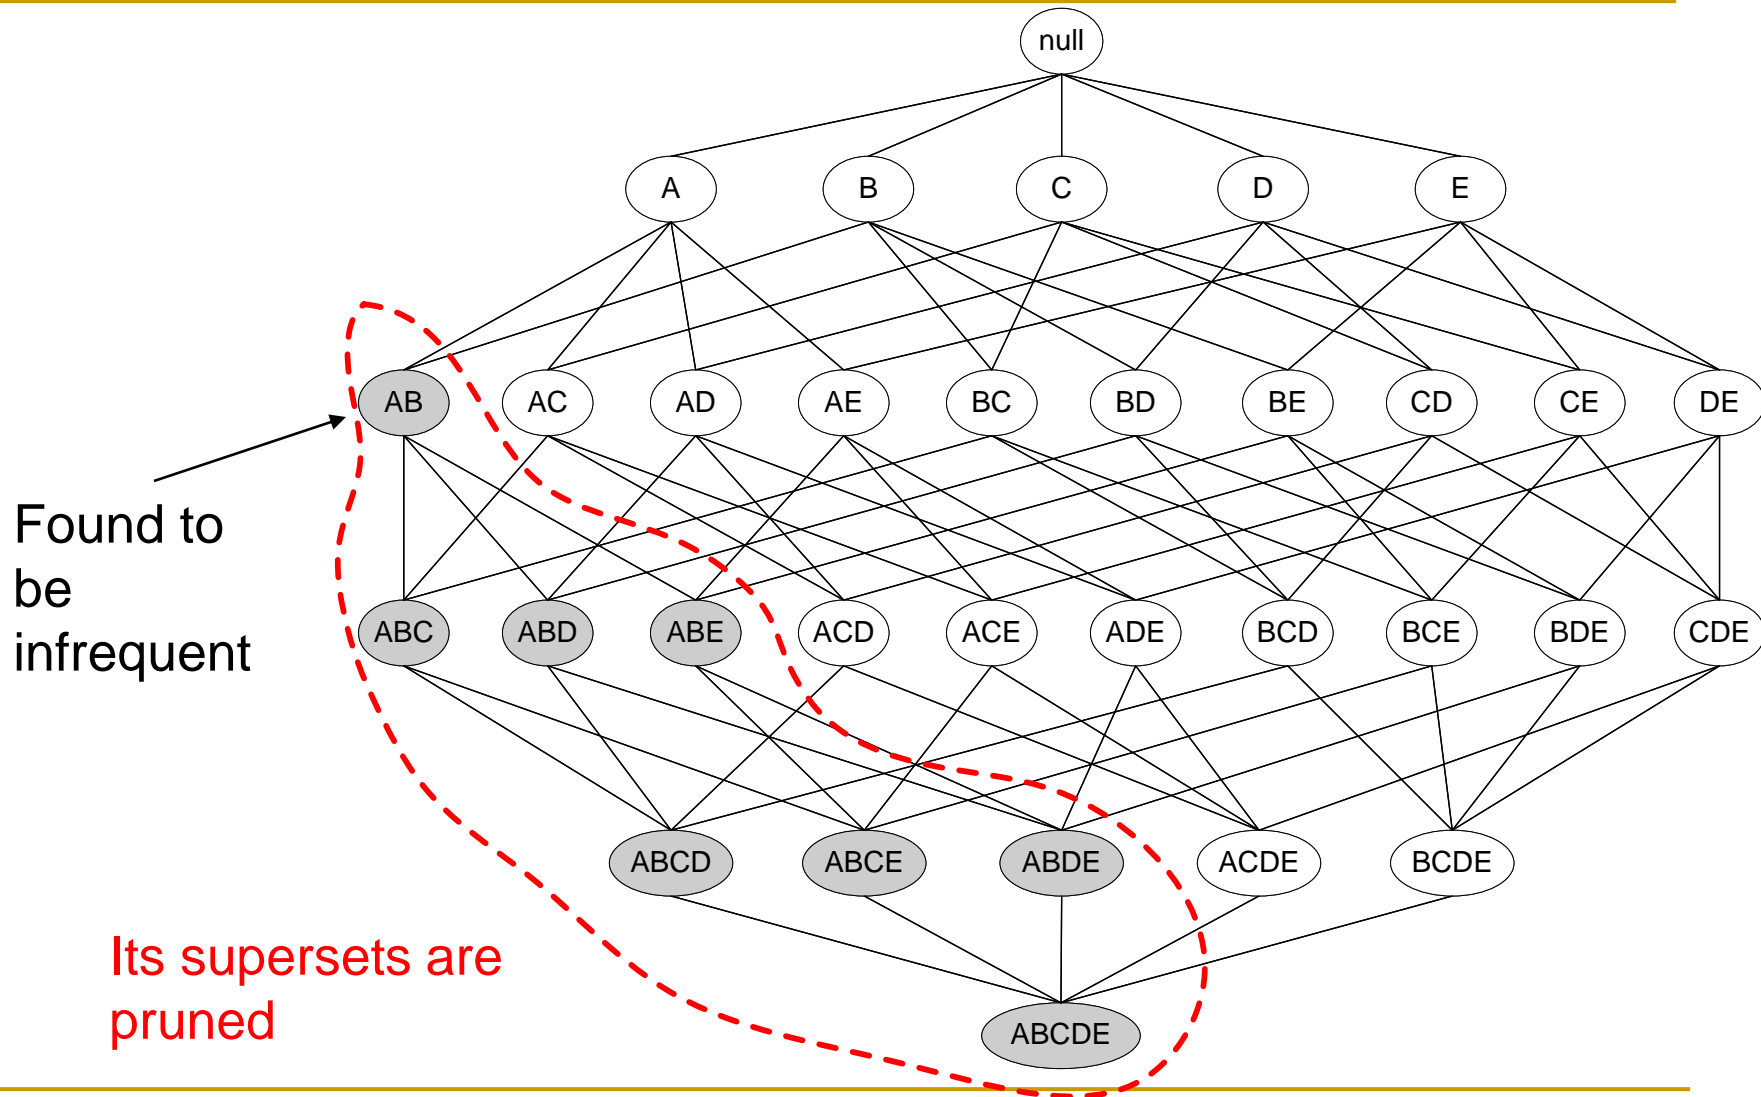 null
A B C D E
AB AC AD AE BC BD BE CD CE DE
Found to
be
infrequent
ABC ABD ABE ACD ACE ADE BCD BCE BDE CDE
ABCD ABCE ABDE ACDE BCDE
Its supersets are
pruned
ABCDE